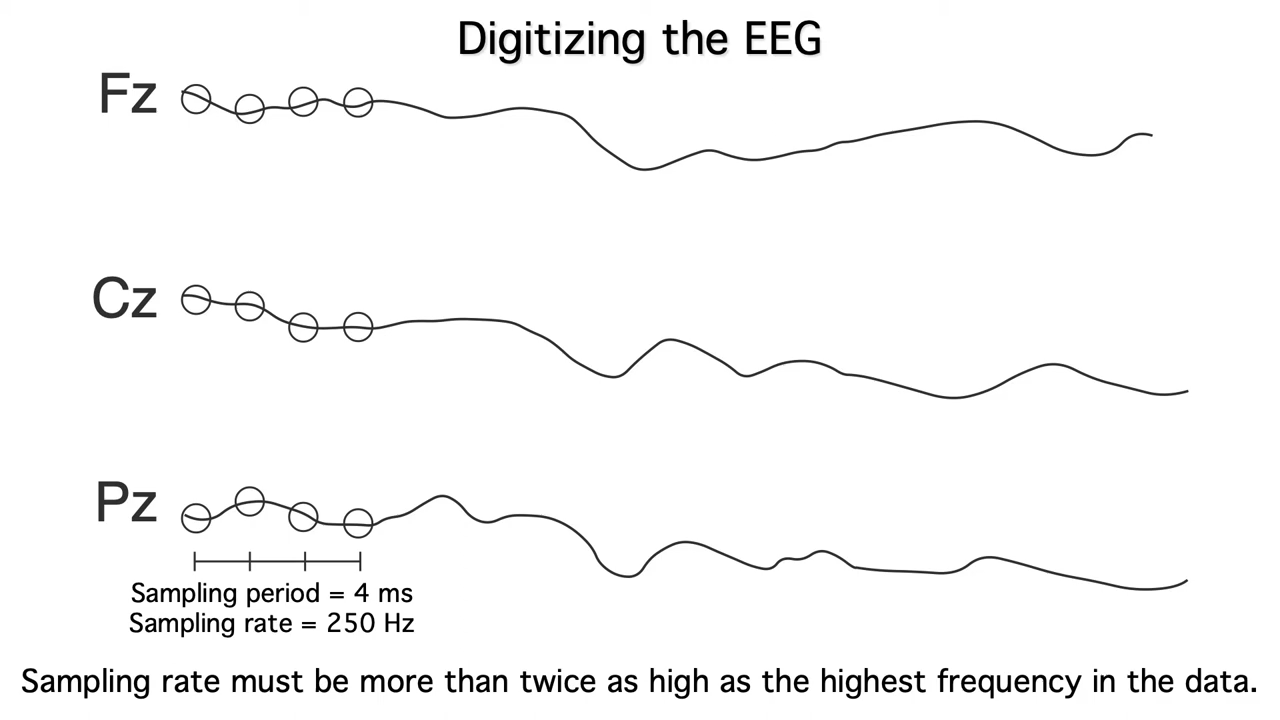 Digitizing the EEG
Fz
Cz
Pz
Sampling period = 4 ms
Sampling rate = 250 Hz
Sampling rate must be more than twice as high as the highest frequency in the data.